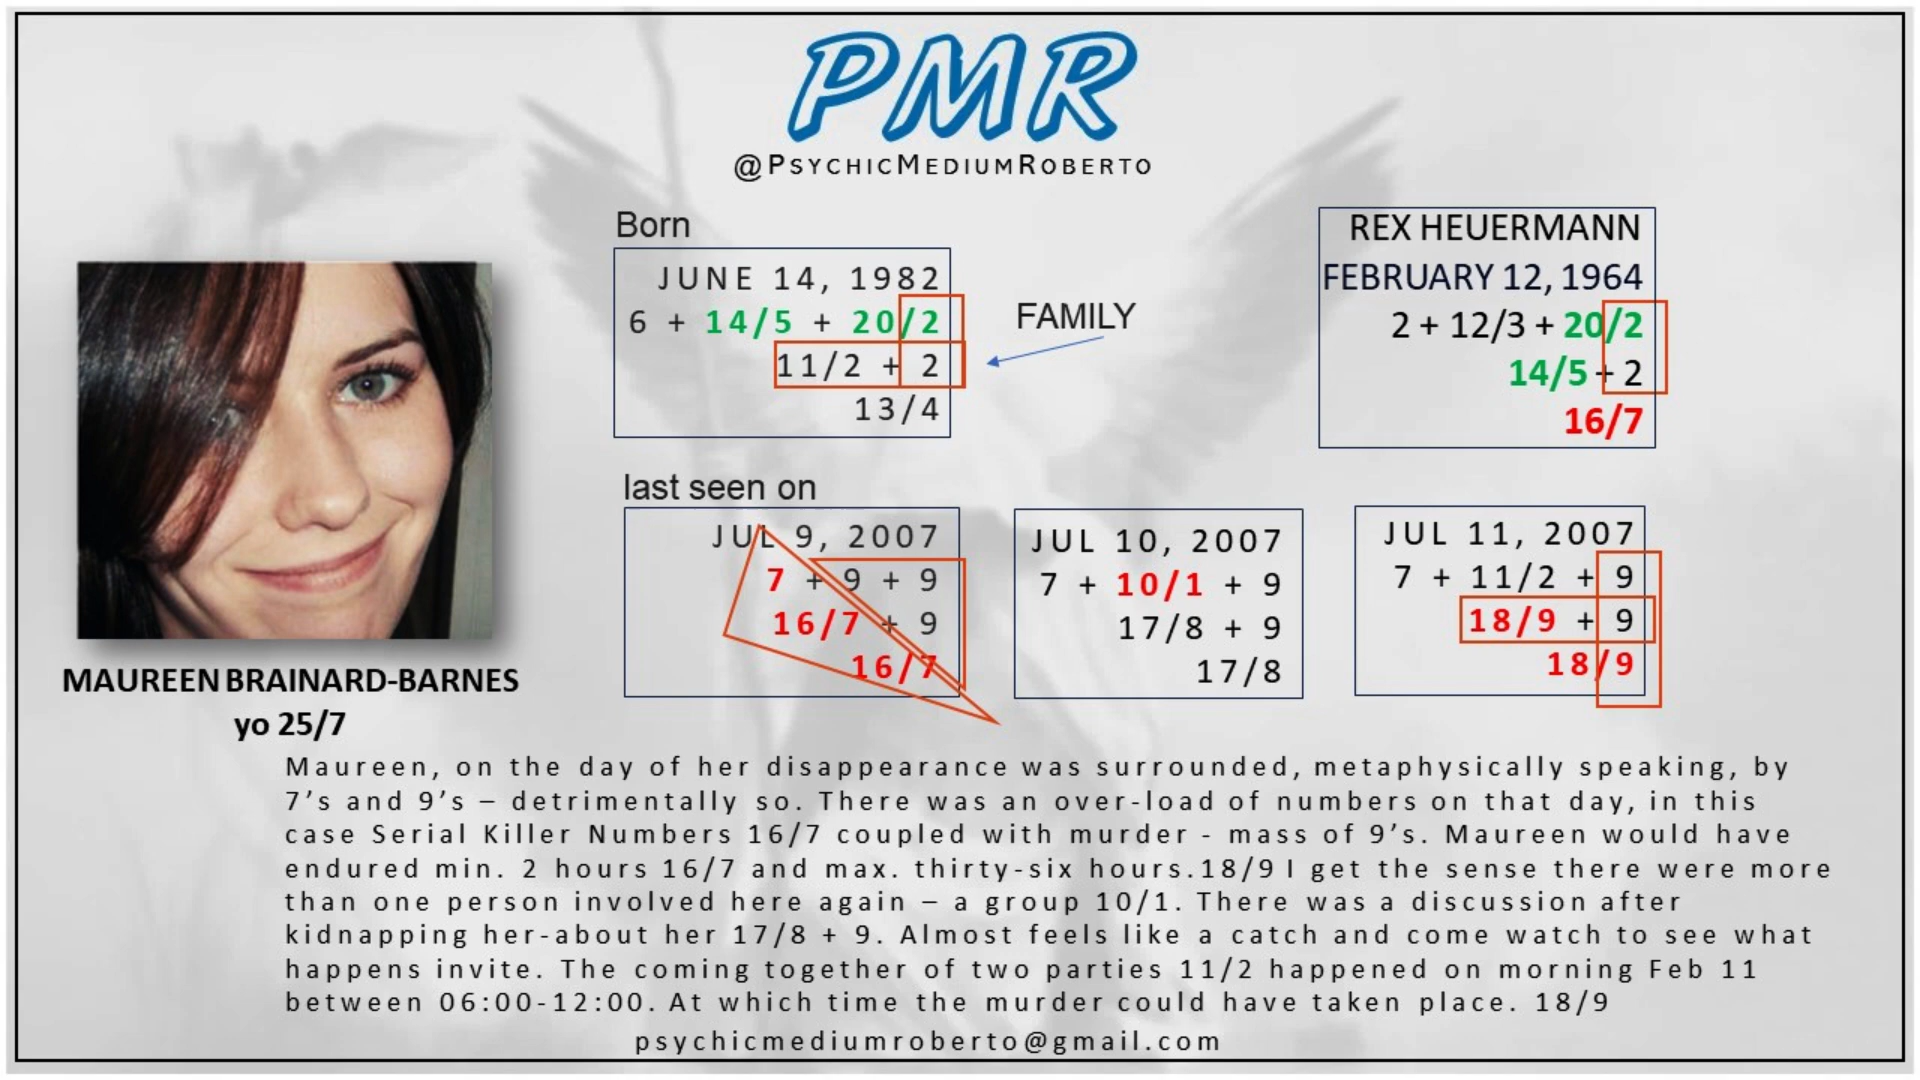 PMR
@PSYCHICMEDIUMROBERTO
Born
JUNE 14, 1982
6 + 14/5 + 20/2
11/2 + 2
13/4
FAMILY
REX HEUERMANN
FEBRUARY 12, 1964
2 + 12/3 + 20/2
14/5 + 2
16/7
last seen on
JUL 9, 2007
7 + 9 + 9
16/7 + 9
16/7
JUL 10, 2007
7 + 10/1 + 9
17/8 + 9
17/8
JUL 11, 2007
7 + 11/2 + 9
18/9 + 9
18/9
MAUREEN BRAINARD-BARNES
yo 25/7
Maureen, on the day of her disappearance was surrounded, metaphysically speaking, by
7’s and 9’s – detrimentally so. There was an over-load of numbers on that day, in this
case Serial Killer Numbers 16/7 coupled with murder - mass of 9’s. Maureen would have
endured min. 2 hours 16/7 and max. thirty-six hours.18/9 I get the sense there were more
than one person involved here again – a group 10/1. There was a discussion after
kidnapping her-about her 17/8 + 9. Almost feels like a catch and come watch to see what
happens invite. The coming together of two parties 11/2 happened on morning Feb 11
between 06:00-12:00. At which time the murder could have taken place. 18/9
psychicmediumroberto@gmail.com